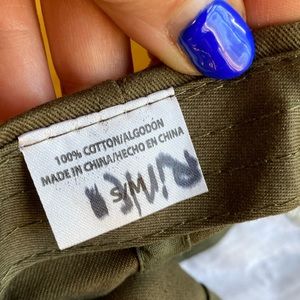 100% COTTON/ALGODON
MADE IN CHINA/HECHO EN CHINA
S/M